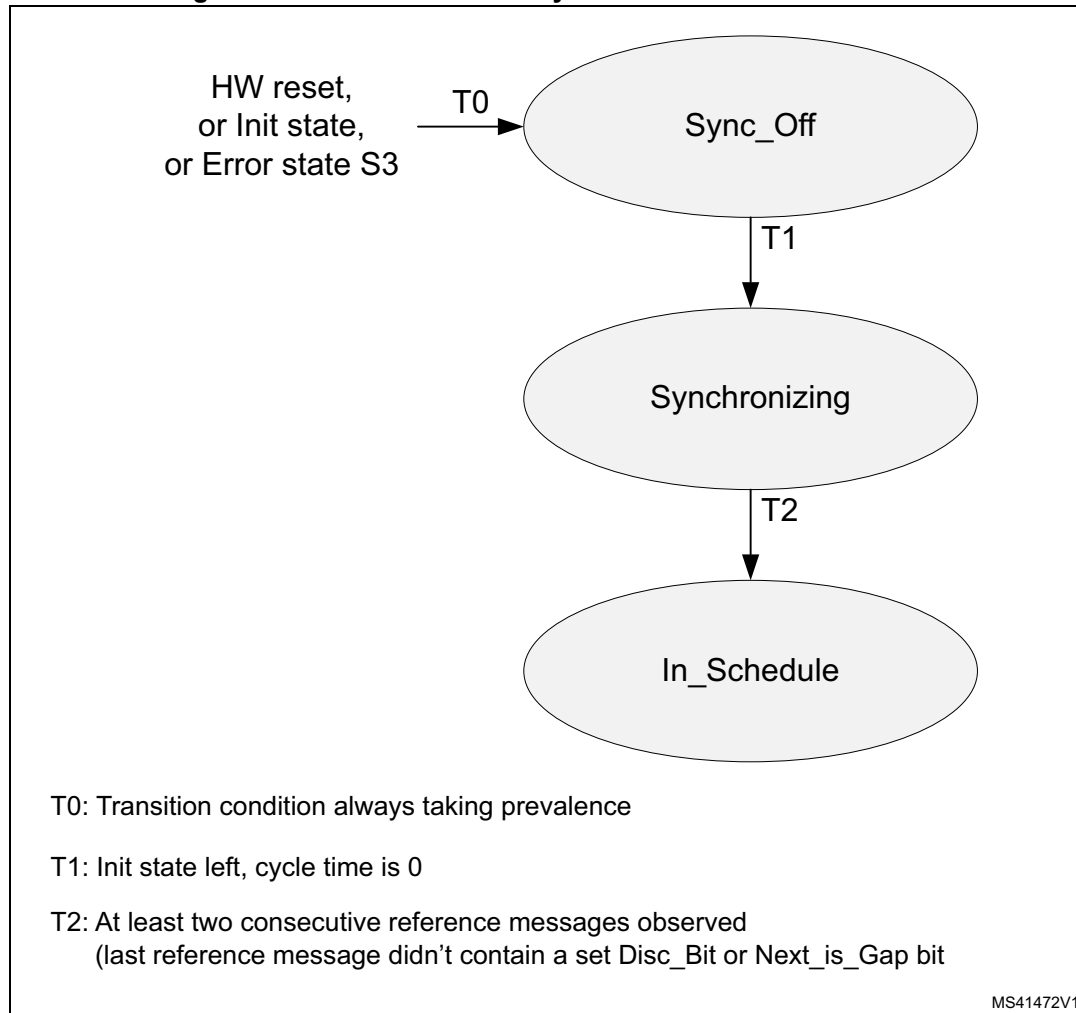 HW reset,
or Init state,
or Error state S3
T0
Sync_Off
T1
Synchronizing
T2
In_Schedule
T0: Transition condition always taking prevalence
T1: Init state left, cycle time is 0
T2: At least two consecutive reference messages observed
(last reference message didn't contain a set Disc_Bit or Next_is_Gap bit
MS41472V1